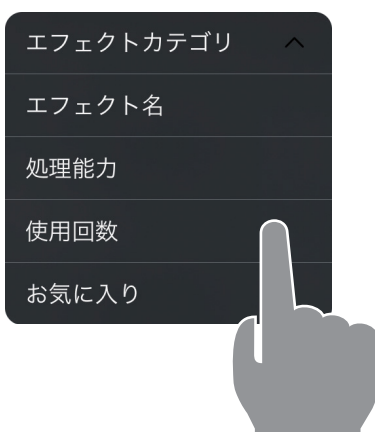 エフェクトカテゴリ
エフェクト名
処理能力
使用回数
お気に入り